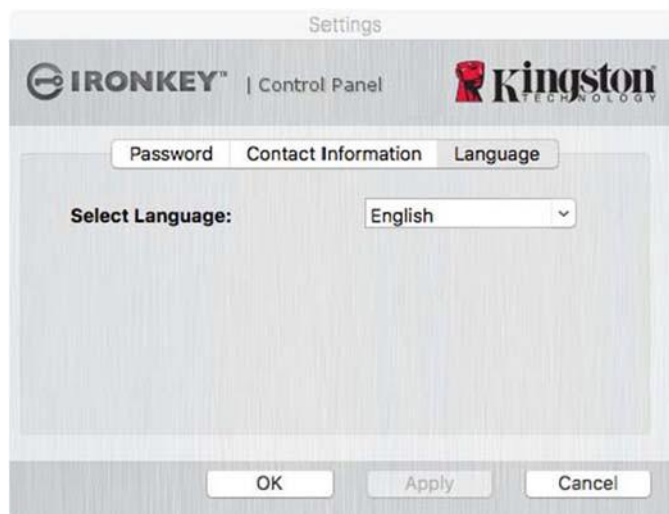 Settings
IRONKEY™ | Control Panel
Kingston
TECHNOLOGY
Password Contact Information Language
Select Language: English
OK Apply Cancel